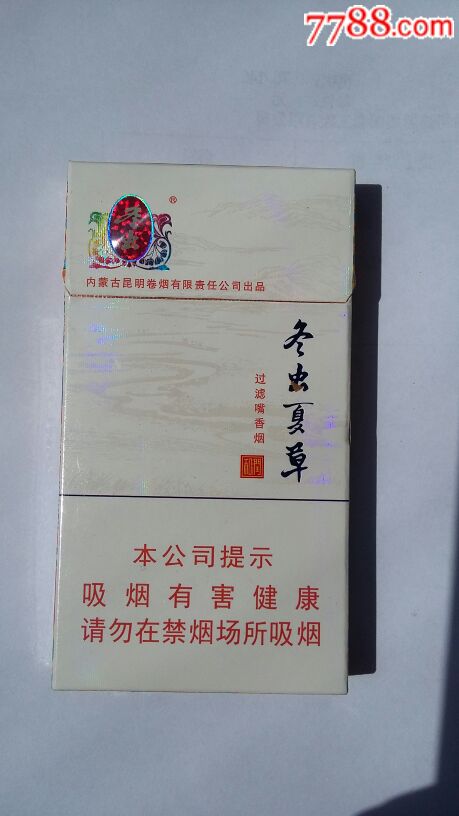 7788.com
冬虫
®
内蒙古昆明卷烟有限责任公司出品
冬虫夏草
过滤嘴香烟
本公司提示
吸烟有害健康
请勿在禁烟场所吸烟